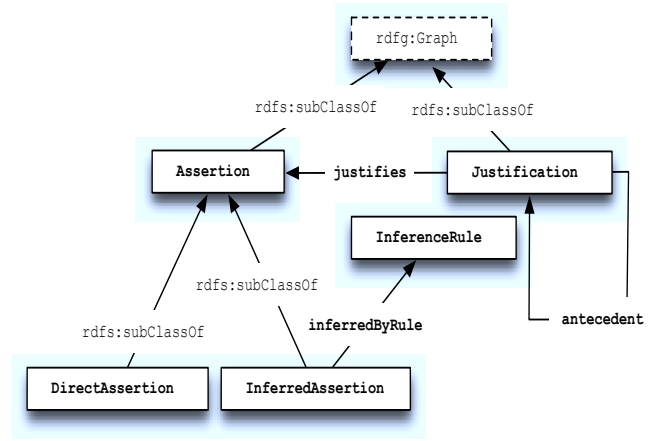 rdfg:Graph
rdfs:subClassOf
rdfs:subClassOf
Assertion
justifies
Justification
InferenceRule
rdfs:subClassOf
antecedent
inferredByRule
rdfs:subClassOf
DirectAssertion
InferredAssertion